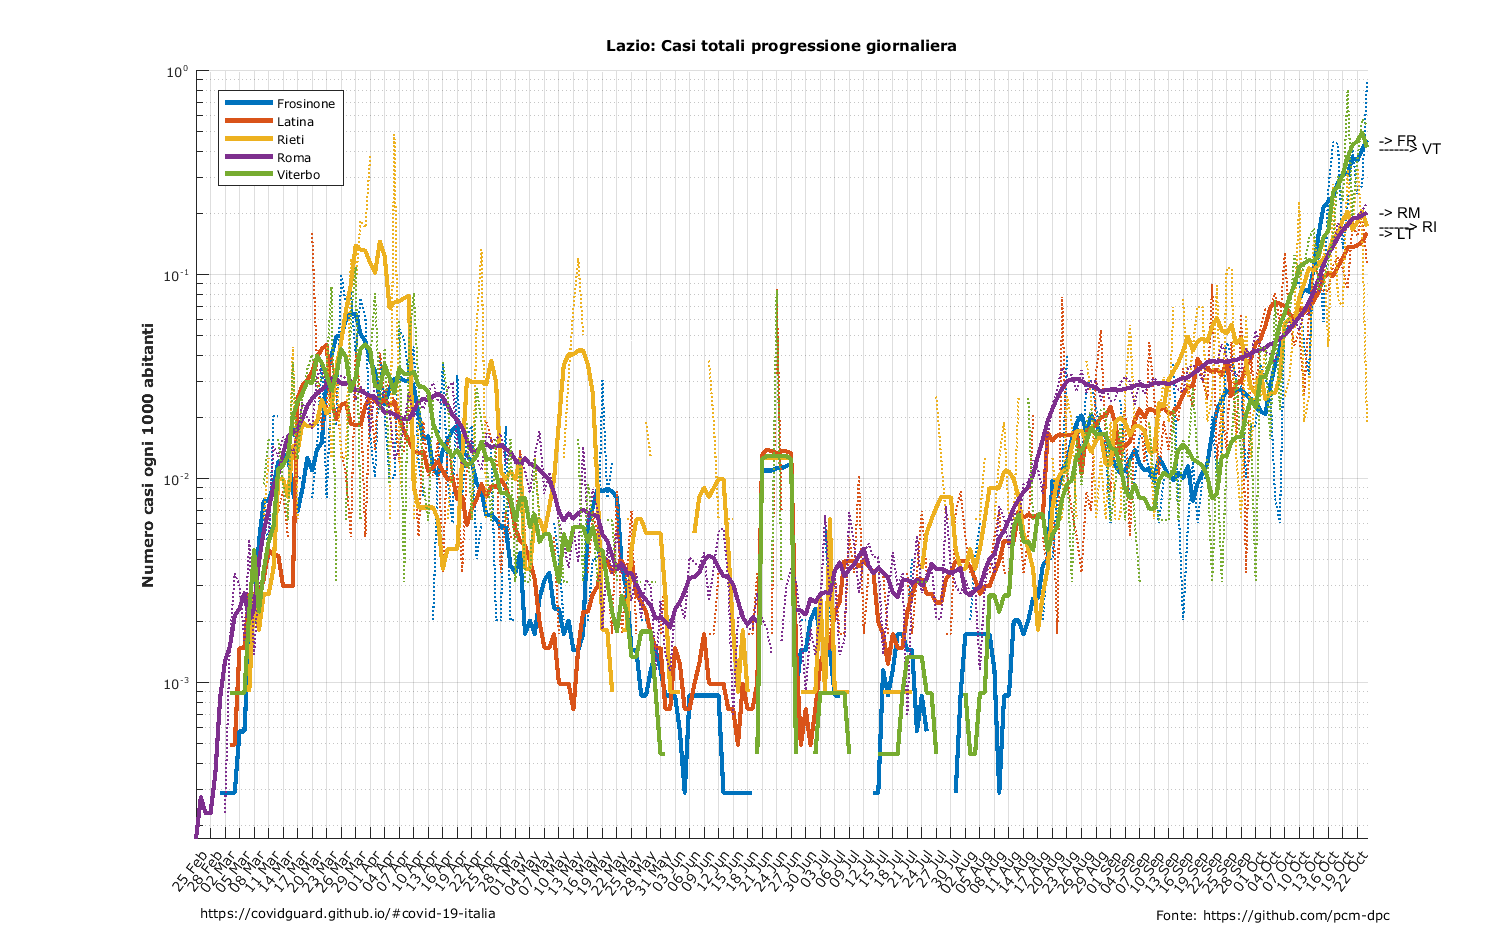 Lazio: Casi totali progressione giornaliera
Numero casi ogni 1000 abitanti
10⁰
10⁻¹
10⁻²
10⁻³
Frosinone
Latina
Rieti
Roma
Viterbo
-> FR
------> VT
-> RM
------> RI
-> LT
25 Feb
28 Feb
02 Mar
05 Mar
08 Mar
11 Mar
14 Mar
17 Mar
20 Mar
23 Mar
26 Mar
29 Mar
01 Apr
04 Apr
07 Apr
10 Apr
13 Apr
16 Apr
19 Apr
22 Apr
25 Apr
28 Apr
01 May
04 May
07 May
10 May
13 May
16 May
19 May
22 May
25 May
28 May
31 May
03 Jun
06 Jun
09 Jun
12 Jun
15 Jun
18 Jun
21 Jun
24 Jun
27 Jun
30 Jun
03 Jul
06 Jul
09 Jul
12 Jul
15 Jul
18 Jul
21 Jul
24 Jul
27 Jul
30 Jul
02 Aug
05 Aug
08 Aug
11 Aug
14 Aug
17 Aug
20 Aug
23 Aug
26 Aug
29 Aug
01 Sep
04 Sep
07 Sep
10 Sep
13 Sep
16 Sep
19 Sep
22 Sep
25 Sep
28 Sep
01 Oct
04 Oct
07 Oct
10 Oct
13 Oct
16 Oct
19 Oct
22 Oct
https://covidguard.github.io/#covid-19-italia
Fonte: https://github.com/pcm-dpc